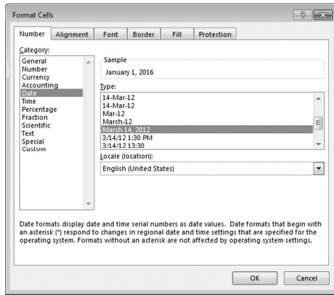 Format Cells
Number Alignment Font Border Fill Protection
Category:
General
Number
Currency
Accounting
Date
Time
Percentage
Fraction
Scientific
Text
Special
Custom
Sample
January 1, 2016
Type:
14-Mar-12
14-Mar-12
Mar-12
March-12
March 14, 2012
3/14/12 1:30 PM
3/14/12 13:30
Locale (location):
English (United States)
Date formats display date and time serial numbers as date values. Date formats that begin with
an asterisk (*) respond to changes in regional date and time settings that are specified for the
operating system. Formats without an asterisk are not affected by operating system settings.
OK Cancel